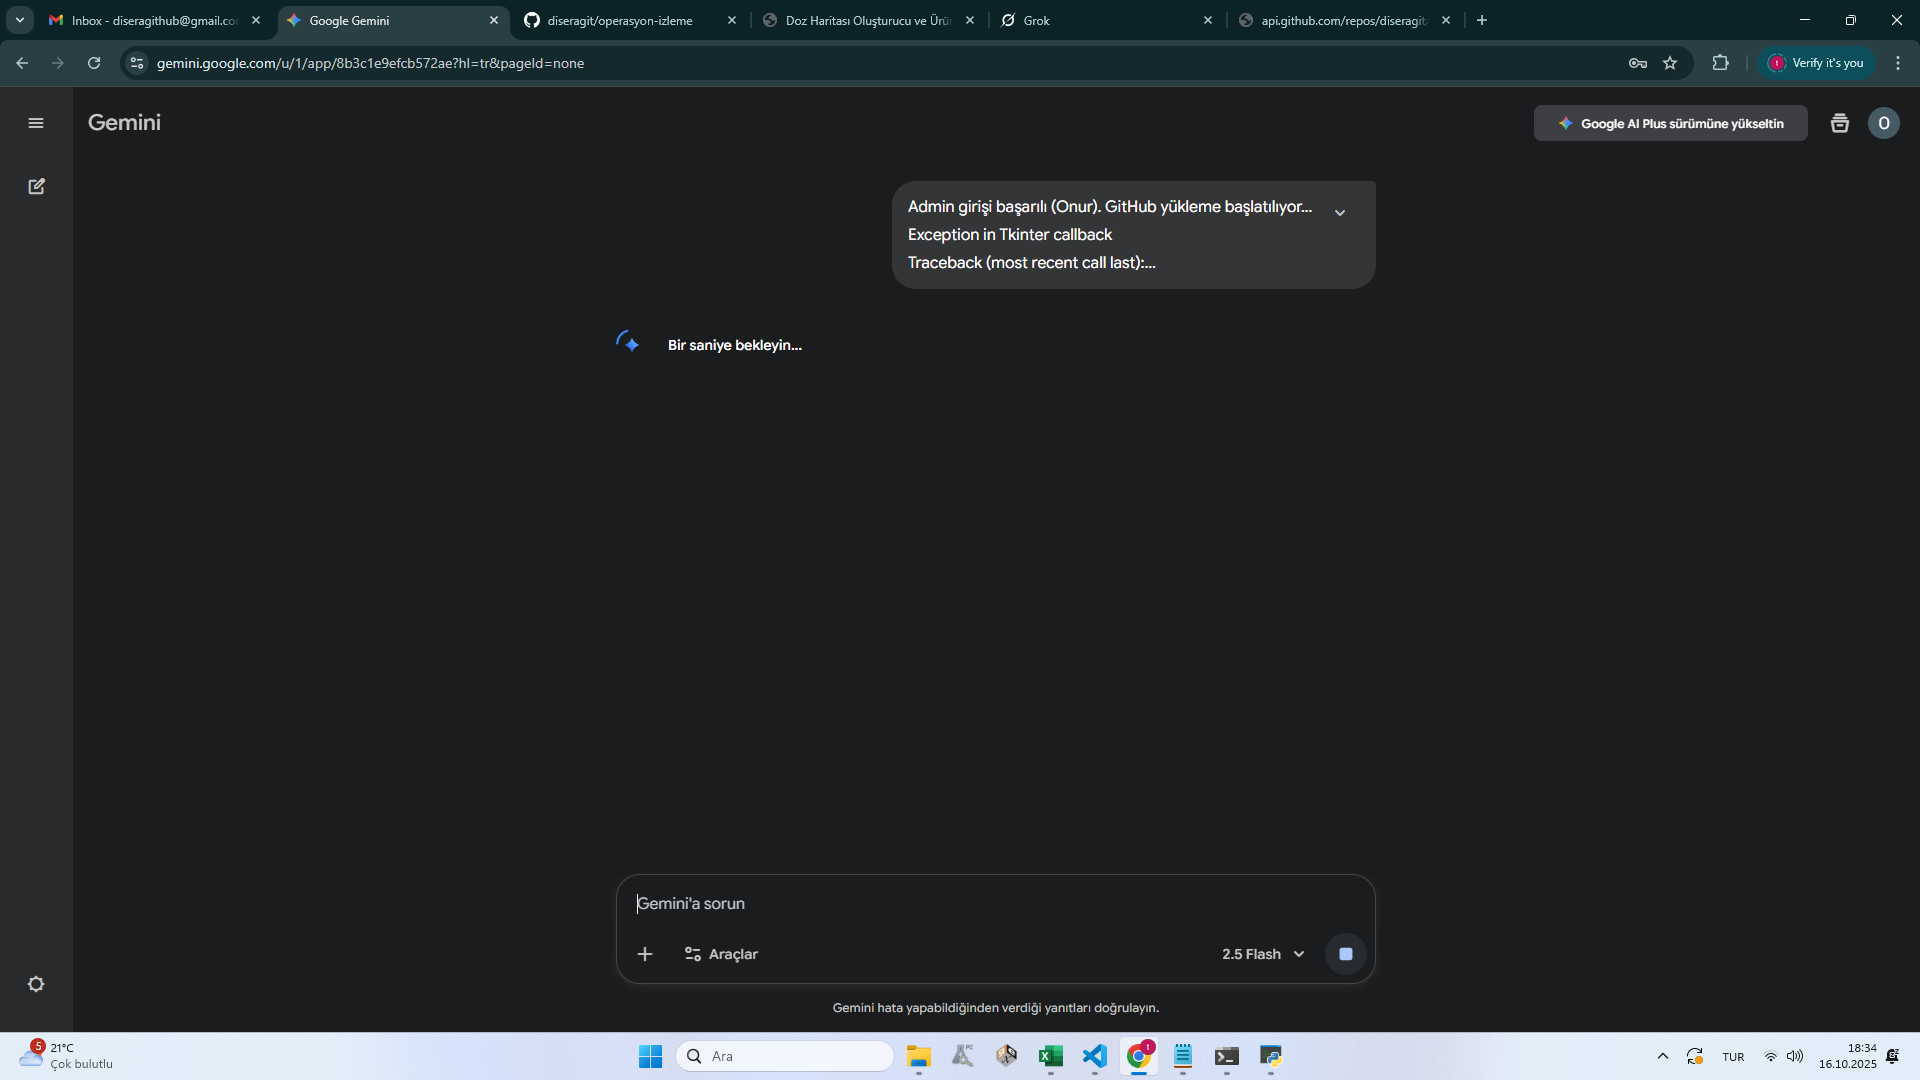 Inbox - diseragithub@gmail.co
Google Gemini
diseragit/operasyon-izleme
Doz Haritası Oluşturucu ve Ürü
Grok
api.github.com/repos/diseragit/
gemini.google.com/u/1/app/8b3c1e9efcb572ae?hl=tr&pageId=none
Verify it's you
Gemini
Google AI Plus sürümüne yükseltin
O
Admin girişi başarılı (Onur). GitHub yükleme başlatılıyor...
Exception in Tkinter callback
Traceback (most recent call last):...
Bir saniye bekleyin...
Gemini'a sorun
Araçlar
2.5 Flash
Gemini hata yapabildiğinden verdiği yanıtları doğrulayın.
5
21°C
Çok bulutlu
Ara
TUR
18:34
16.10.2025